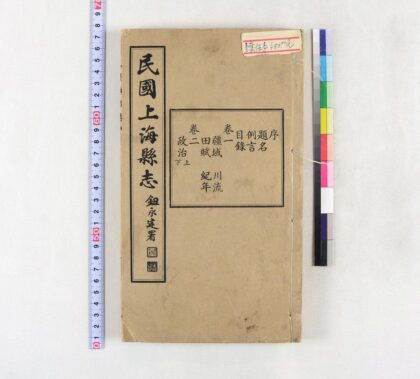 民國上海縣志
鈕永建署
序
題名
例言
目錄
卷一
疆域 川流
田賦 紀年
卷二
政治上下